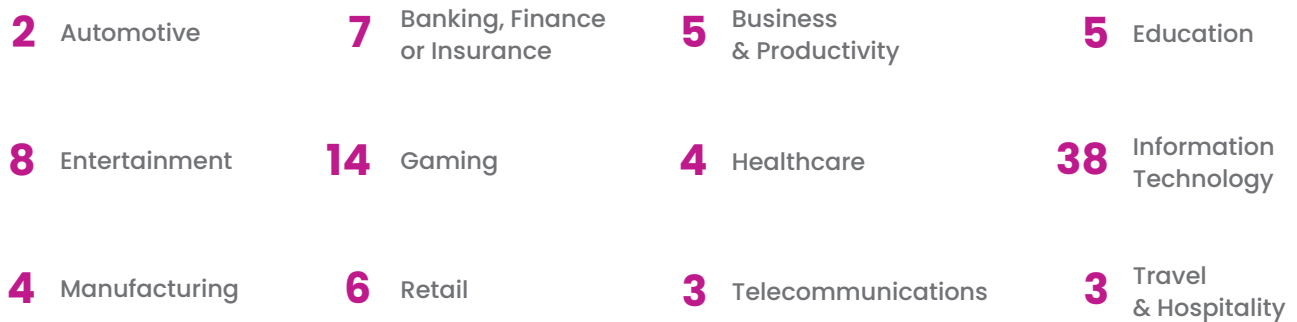 2 Automotive
7 Banking, Finance
or Insurance
5 Business
& Productivity
5 Education
8 Entertainment
14 Gaming
4 Healthcare
38 Information
Technology
4 Manufacturing
6 Retail
3 Telecommunications
3 Travel
& Hospitality